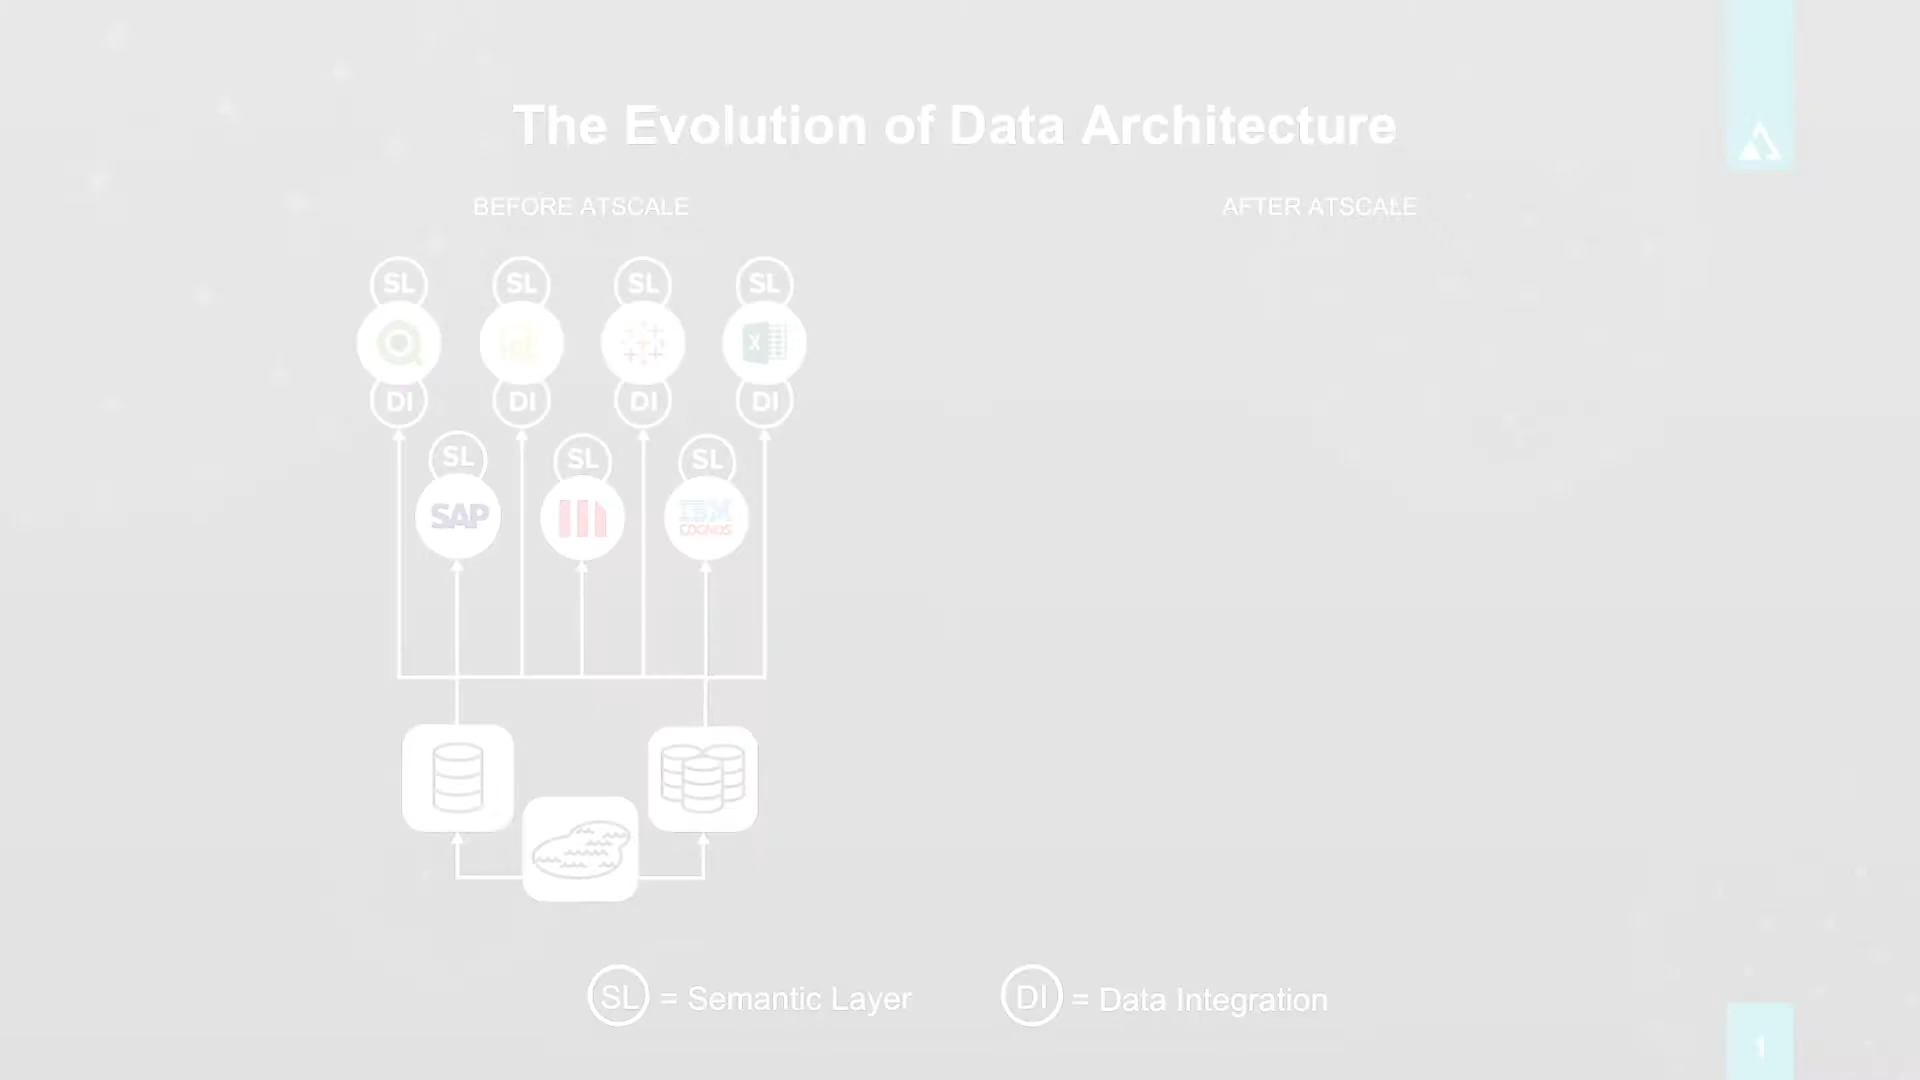 The Evolution of Data Architecture
BEFORE ATSCALE
AFTER ATSCALE
SL SL SL SL
X
DI DI DI DI
SL SL SL
SAP
IBM
COGNOS
SL = Semantic Layer
DI = Data Integration
1